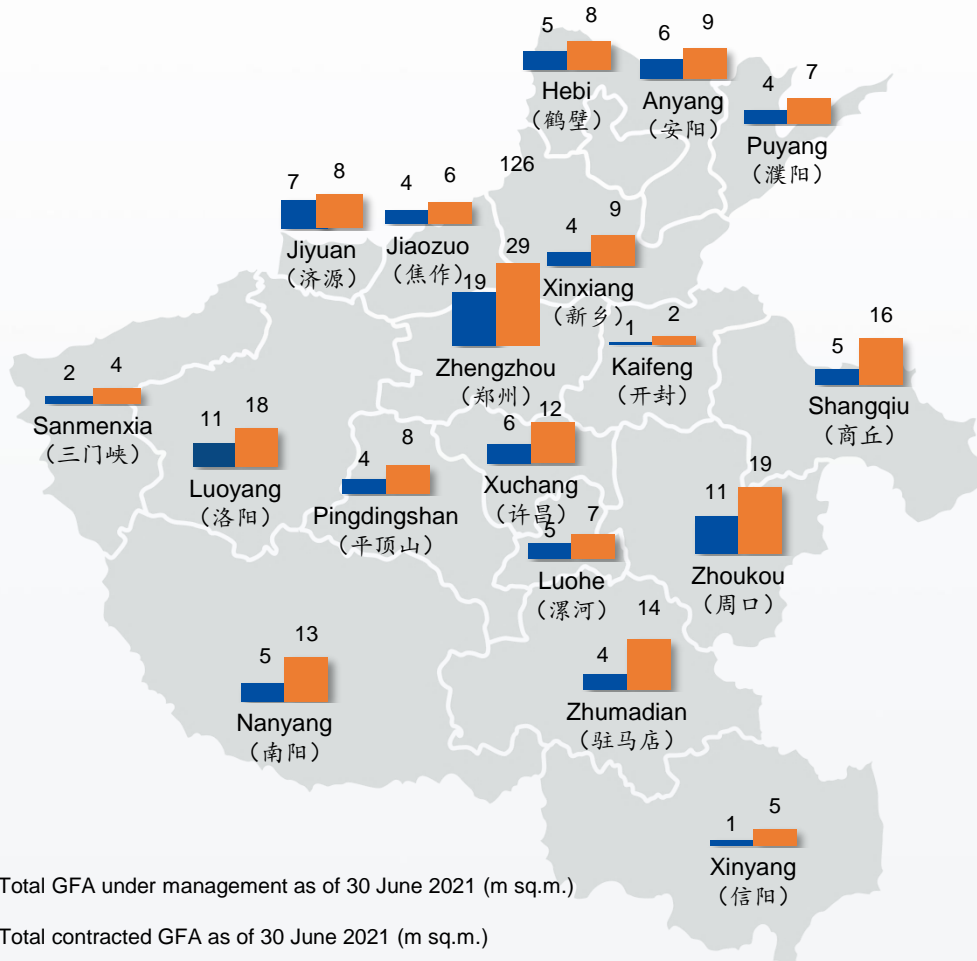 5 8
Hebi
（鹤壁）
6 9
Anyang
（安阳）
4 7
Puyang
（濮阳）
7 8
Jiyuan
（济源）
4 6
Jiaozuo
（焦作）
126
4 9
Xinxiang
（新乡）
19 29
Zhengzhou
（郑州）
1 2
Kaifeng
（开封）
5 16
Shangqiu
（商丘）
2 4
Sanmenxia
（三门峡）
11 18
Luoyang
（洛阳）
4 8
Pingdingshan
（平顶山）
6 12
Xuchang
（许昌）
5 7
Luohe
（漯河）
11 19
Zhoukou
（周口）
5 13
Nanyang
（南阳）
4 14
Zhumadian
（驻马店）
1 5
Xinyang
（信阳）
Total GFA under management as of 30 June 2021 (m sq.m.)
Total contracted GFA as of 30 June 2021 (m sq.m.)